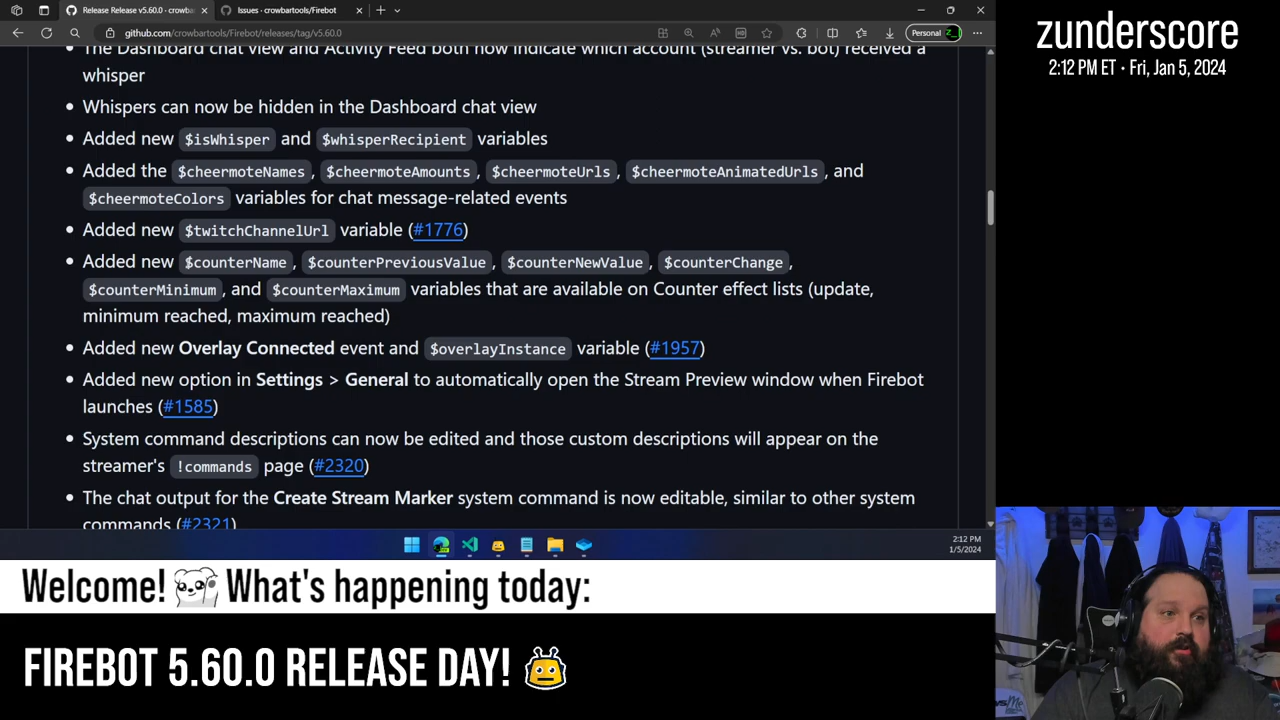 Release Release v5.60.0 · crowba
Issues · crowbartools/Firebot
github.com/crowbartools/Firebot/releases/tag/v5.60.0
Personal
zunderscore
2:12 PM ET • Fri, Jan 5, 2024
The Dashboard chat view and Activity Feed both now indicate which account (streamer vs. bot) received a
whisper
Whispers can now be hidden in the Dashboard chat view
Added new $isWhisper and $whisperRecipient variables
Added the $cheermoteNames, $cheermoteAmounts, $cheermoteUrls, $cheermoteAnimatedUrls, and
$cheermoteColors variables for chat message-related events
Added new $twitchChannelUrl variable (#1776)
Added new $counterName, $counterPreviousValue, $counterNewValue, $counterChange,
$counterMinimum, and $counterMaximum variables that are available on Counter effect lists (update,
minimum reached, maximum reached)
Added new Overlay Connected event and $overlayInstance variable (#1957)
Added new option in Settings > General to automatically open the Stream Preview window when Firebot
launches (#1585)
System command descriptions can now be edited and those custom descriptions will appear on the
streamer's !commands page (#2320)
The chat output for the Create Stream Marker system command is now editable, similar to other system
commands (#2321)
2:12 PM
1/5/2024
Welcome! What's happening today:
FIREBOT 5.60.0 RELEASE DAY!